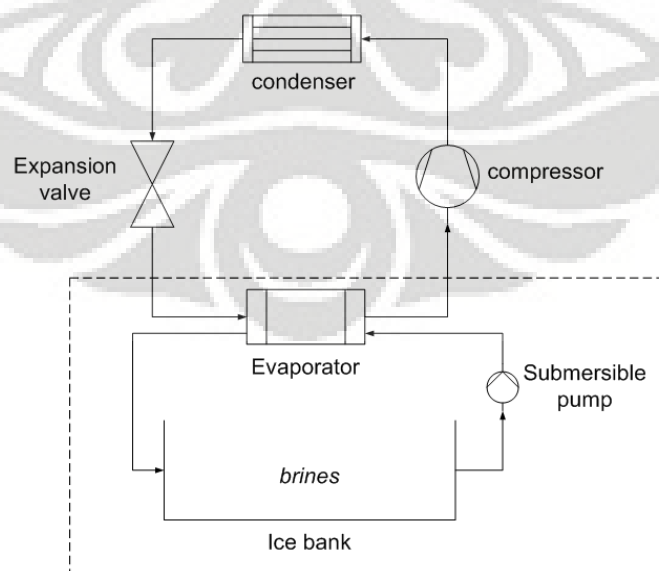 condenser
Expansion
valve
compressor
Evaporator
Submersible
pump
brines
Ice bank